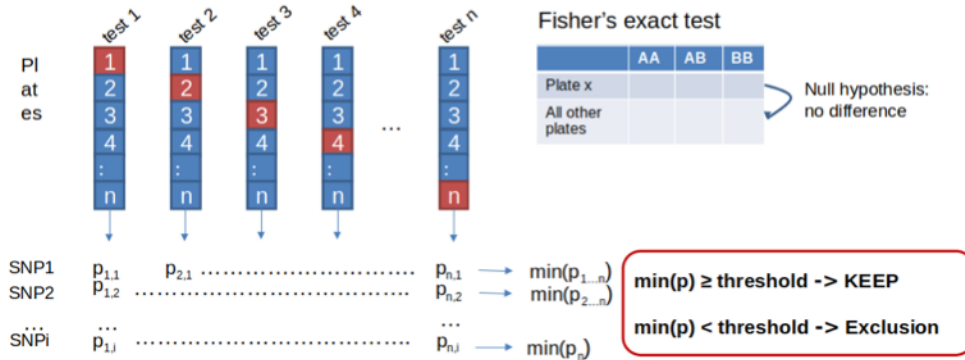 test 1 test 2 test 3 test 4 test n
Fisher's exact test
Pl
at
es
1 1 1 1 1
2 2 2 2 2
3 3 3 3 3
4 4 4 4 4
: : : : :
n n n n n
...
AA AB BB
Plate x
All other
plates
Null hypothesis:
no difference
SNP1 p1,1 p2,1 ………………………………. pn,1 min(p1...n)
SNP2 p1,2 ………………………………………. pn,2 min(p2...n)
... ... ...
SNPi p1,i ………………………………………. pn,i min(pn)
min(p) ≥ threshold -> KEEP
min(p) < threshold -> Exclusion